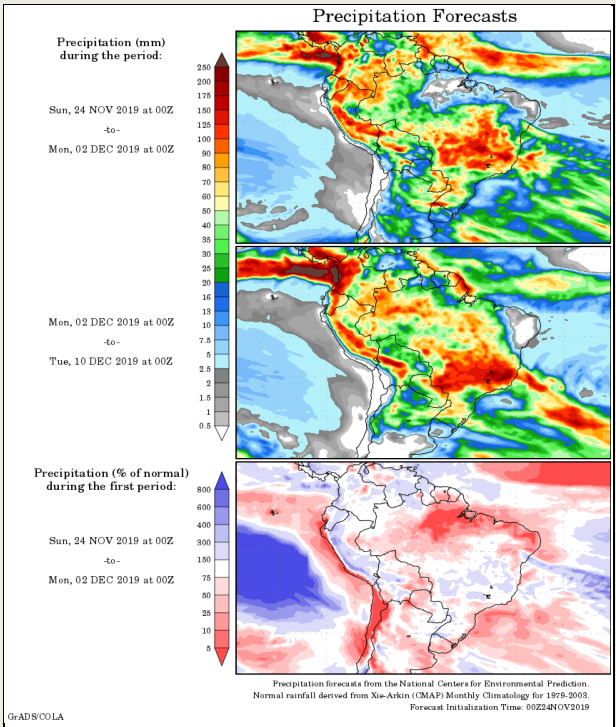 Precipitation Forecasts
Precipitation (mm)
during the period:
Sun, 24 NOV 2019 at 00Z
-to-
Mon, 02 DEC 2019 at 00Z
250
200
175
150
125
100
90
80
70
60
50
40
35
30
25
20
16
13
10
7.5
5
2.5
2
1.5
1
0.5
Mon, 02 DEC 2019 at 00Z
-to-
Tue, 10 DEC 2019 at 00Z
Precipitation (% of normal)
during the first period:
Sun, 24 NOV 2019 at 00Z
-to-
Mon, 02 DEC 2019 at 00Z
800
600
400
300
150
75
50
25
10
5
Precipitation forecasts from the National Centers for Environmental Prediction.
Normal rainfall derived from Xie-Arkin (CMAP) Monthly Climatology for 1979-2003.
Forecast Initialization Time: 00Z24NOV2019
GrADS/COLA